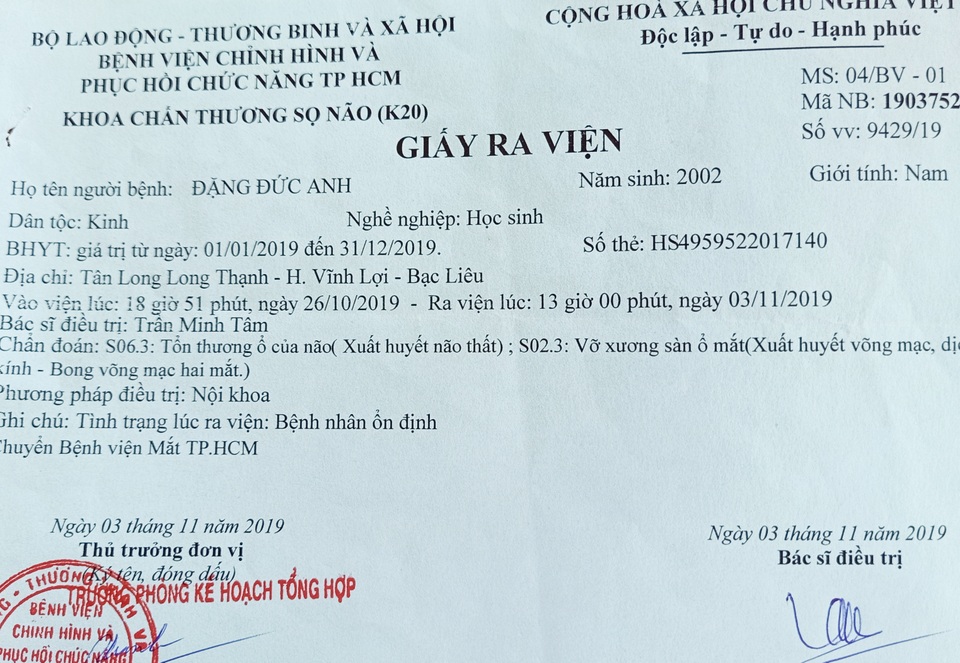 BỘ LAO ĐỘNG - THƯƠNG BINH VÀ XÃ HỘI
BỆNH VIỆN CHỈNH HÌNH VÀ
PHỤC HỒI CHỨC NĂNG TP HCM
KHOA CHẤN THƯƠNG SỌ NÃO (K20)
CỘNG HOÀ XÃ HỘI CHỦ NGHĨA VIỆT
Độc lập - Tự do - Hạnh phúc
MS: 04/BV - 01
Mã NB: 1903752
Số vv: 9429/19
GIẤY RA VIỆN
Họ tên người bệnh: ĐẶNG ĐỨC ANH Năm sinh: 2002 Giới tính: Nam
Dân tộc: Kinh Nghề nghiệp: Học sinh
BHYT: giá trị từ ngày: 01/01/2019 đến 31/12/2019. Số thẻ: HS4959522017140
Địa chỉ: Tân Long Long Thạnh - H. Vĩnh Lợi - Bạc Liêu
Vào viện lúc: 18 giờ 51 phút, ngày 26/10/2019 - Ra viện lúc: 13 giờ 00 phút, ngày 03/11/2019
Bác sĩ điều trị: Trần Minh Tâm
Chẩn đoán: S06.3: Tổn thương ổ của não( Xuất huyết não thất) ; S02.3: Vỡ xương sàn ổ mắt(Xuất huyết võng mạc, dịc
kính - Bong võng mạc hai mắt.)
Phương pháp điều trị: Nội khoa
Ghi chú: Tình trạng lúc ra viện: Bệnh nhân ổn định
Chuyển Bệnh viện Mắt TP.HCM
Ngày 03 tháng 11 năm 2019
Thủ trưởng đơn vị
(Ký tên, đóng dấu)
TRƯỞNG PHÒNG KẾ HOẠCH TỔNG HỢP
BỆNH VIỆN
CHỈNH HÌNH VÀ
PHỤC HỒI CHỨC NĂNG
Ngày 03 tháng 11 năm 2019
Bác sĩ điều trị